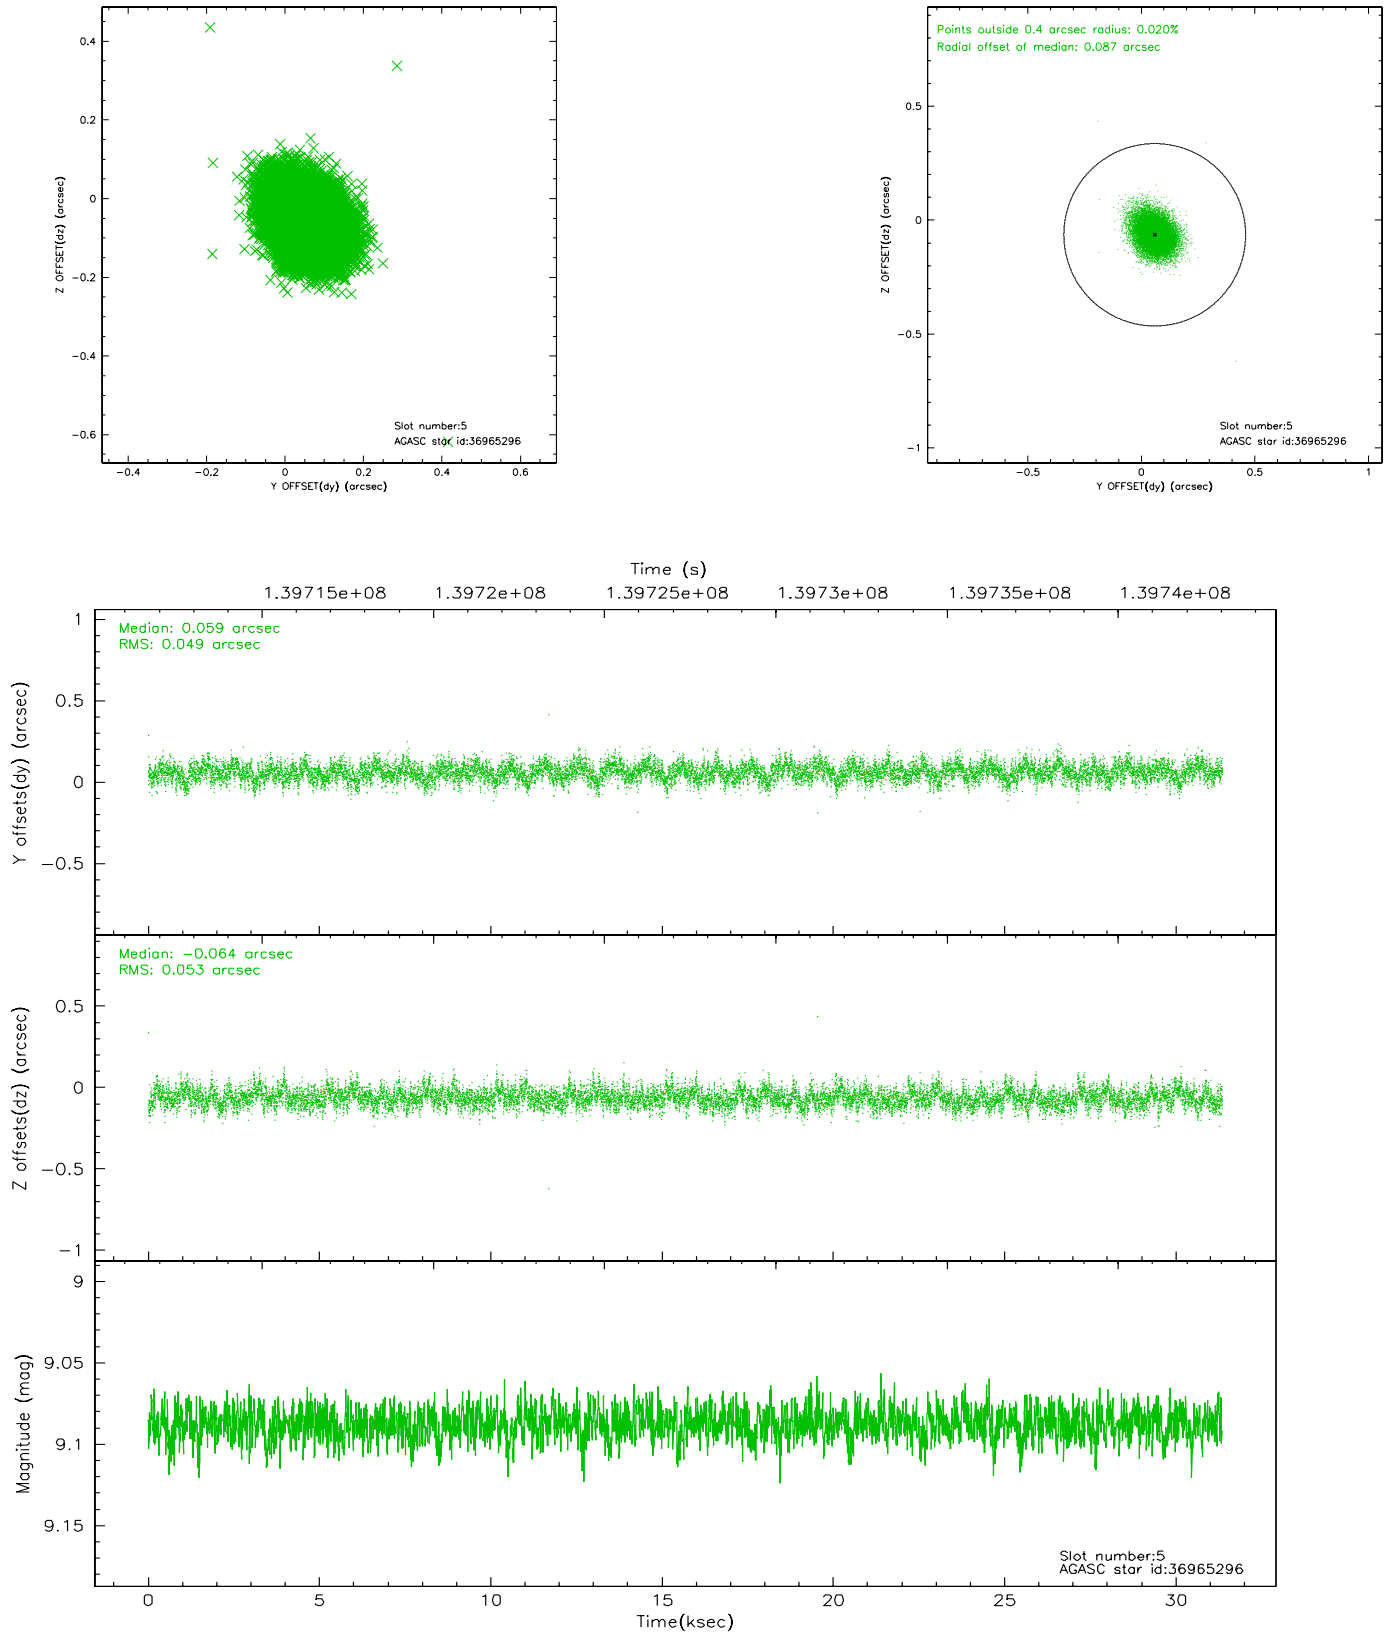 0.4
0.2
0
−0.2
−0.4
−0.6
Z OFFSET(dz) (arcsec)
−0.4 −0.2 0 0.2 0.4 0.6
Y OFFSET(dy) (arcsec)
Slot number:5
AGASC star id:36965296
Points outside 0.4 arcsec radius: 0.020%
Radial offset of median: 0.087 arcsec
0.5
0
−0.5
−1
Z OFFSET(dz) (arcsec)
−0.5 0 0.5 1
Y OFFSET(dy) (arcsec)
Slot number:5
AGASC star id:36965296
Time (s)
1.39715e+08 1.3972e+08 1.39725e+08 1.3973e+08 1.39735e+08 1.3974e+08
Median: 0.059 arcsec
RMS: 0.049 arcsec
1
0.5
0
−0.5
Y offsets(dy) (arcsec)
Median: −0.064 arcsec
RMS: 0.053 arcsec
0.5
0
−0.5
−1
Z offsets(dz) (arcsec)
9
9.05
9.1
9.15
Magnitude (mag)
Slot number:5
AGASC star id:36965296
0 5 10 15 20 25 30
Time(ksec)